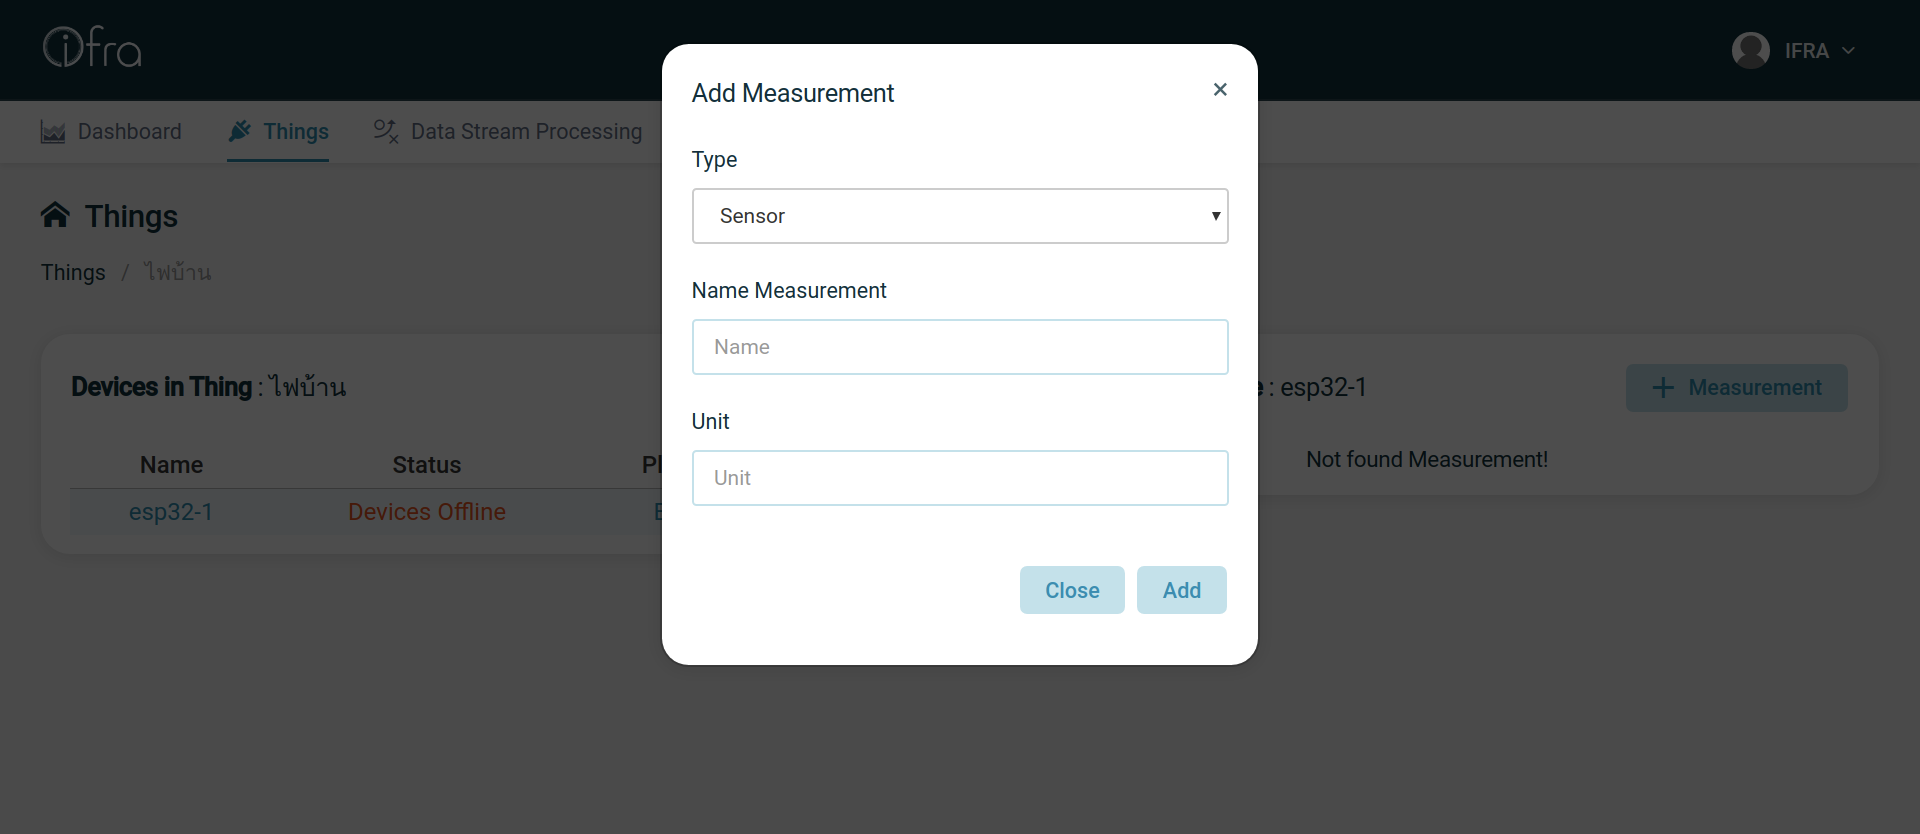 ifra
IFRA
Dashboard
Things
Data Stream Processing
Things
Things / ไฟบ้าน
Devices in Thing : ไฟบ้าน
Name Status
esp32-1 Devices Offline
Add Measurement ×
Type
Sensor
Name Measurement
Name
Unit
Unit
Close Add
: esp32-1
+ Measurement
Not found Measurement!